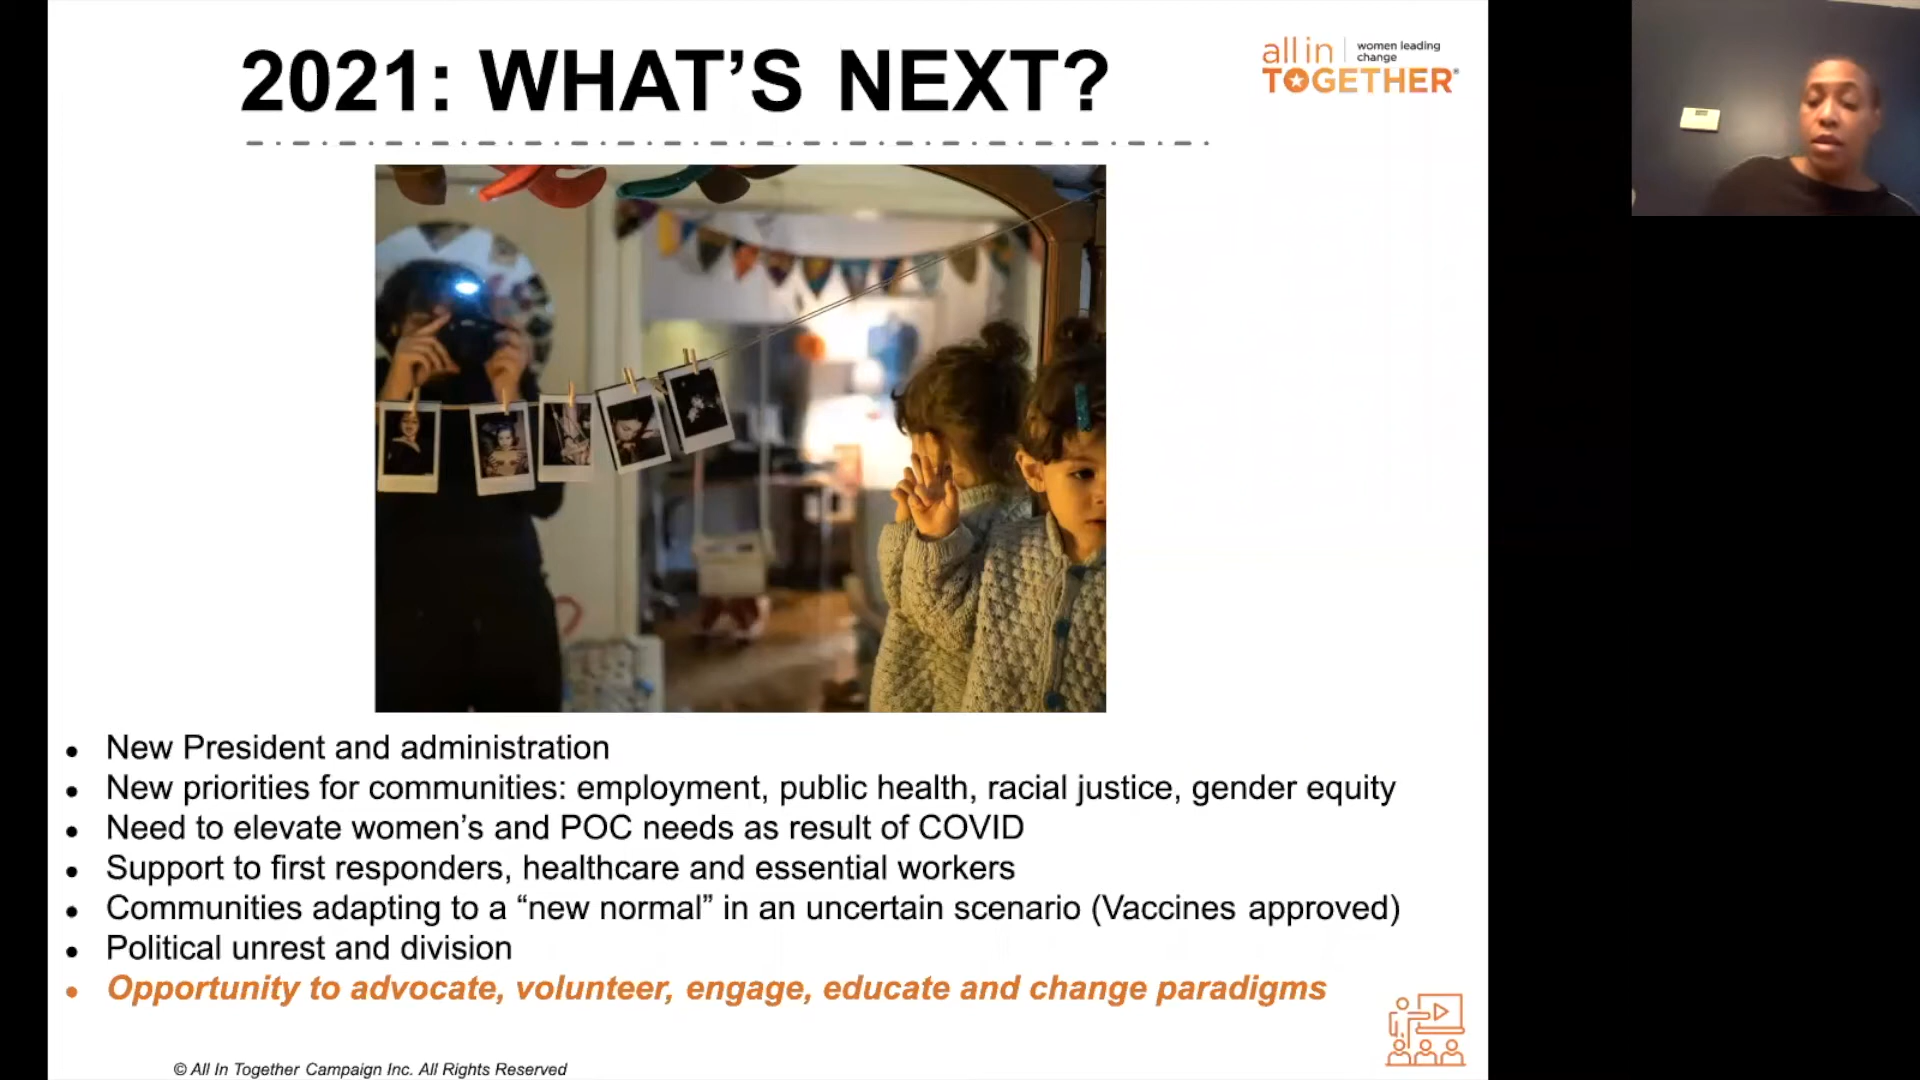 2021: WHAT’S NEXT?
all in
women leading
change
TOGETHER®
New President and administration
New priorities for communities: employment, public health, racial justice, gender equity
Need to elevate women’s and POC needs as result of COVID
Support to first responders, healthcare and essential workers
Communities adapting to a “new normal” in an uncertain scenario (Vaccines approved)
Political unrest and division
Opportunity to advocate, volunteer, engage, educate and change paradigms
© All In Together Campaign Inc. All Rights Reserved